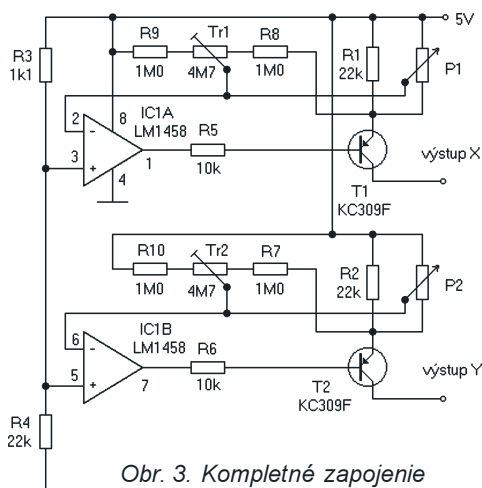 5V
R9
Tr1
R8
R1
22k
P1
R3
1k1
1M0
4M7
1M0
IC1A
LM1458
2
8
3
1
4
R5
10k
T1
KC309F
výstup X
R10
Tr2
R7
R2
22k
P2
1M0
4M7
1M0
IC1B
LM1458
6
5
7
R6
10k
T2
KC309F
výstup Y
R4
22k
Obr. 3. Kompletné zapojenie